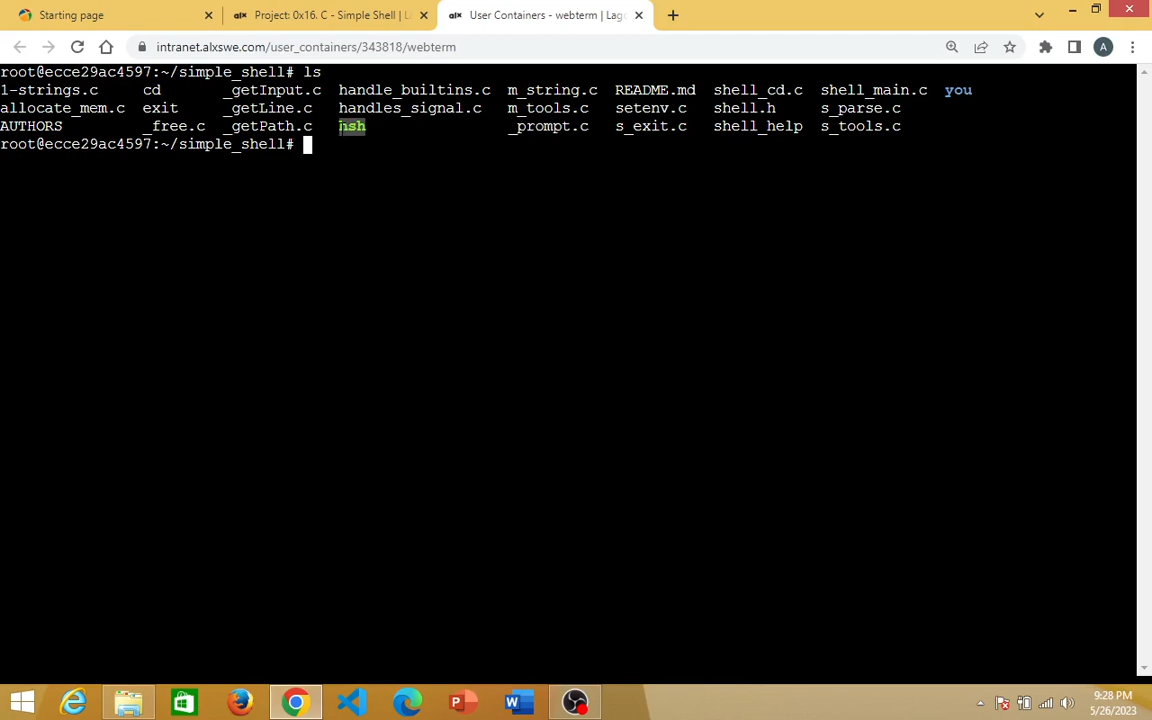 Starting page
Project: 0x16. C - Simple Shell | L
User Containers - webterm | Lag
intranet.alxswe.com/user_containers/343818/webterm
A
root@ecce29ac4597:~/simple_shell# ls
1-strings.c cd _getInput.c handle_builtins.c m_string.c README.md shell_cd.c shell_main.c you
allocate_mem.c exit _getLine.c handles_signal.c m_tools.c setenv.c shell.h s_parse.c
AUTHORS _free.c _getPath.c hsh _prompt.c s_exit.c shell_help s_tools.c
root@ecce29ac4597:~/simple_shell#
9:28 PM
5/26/2023